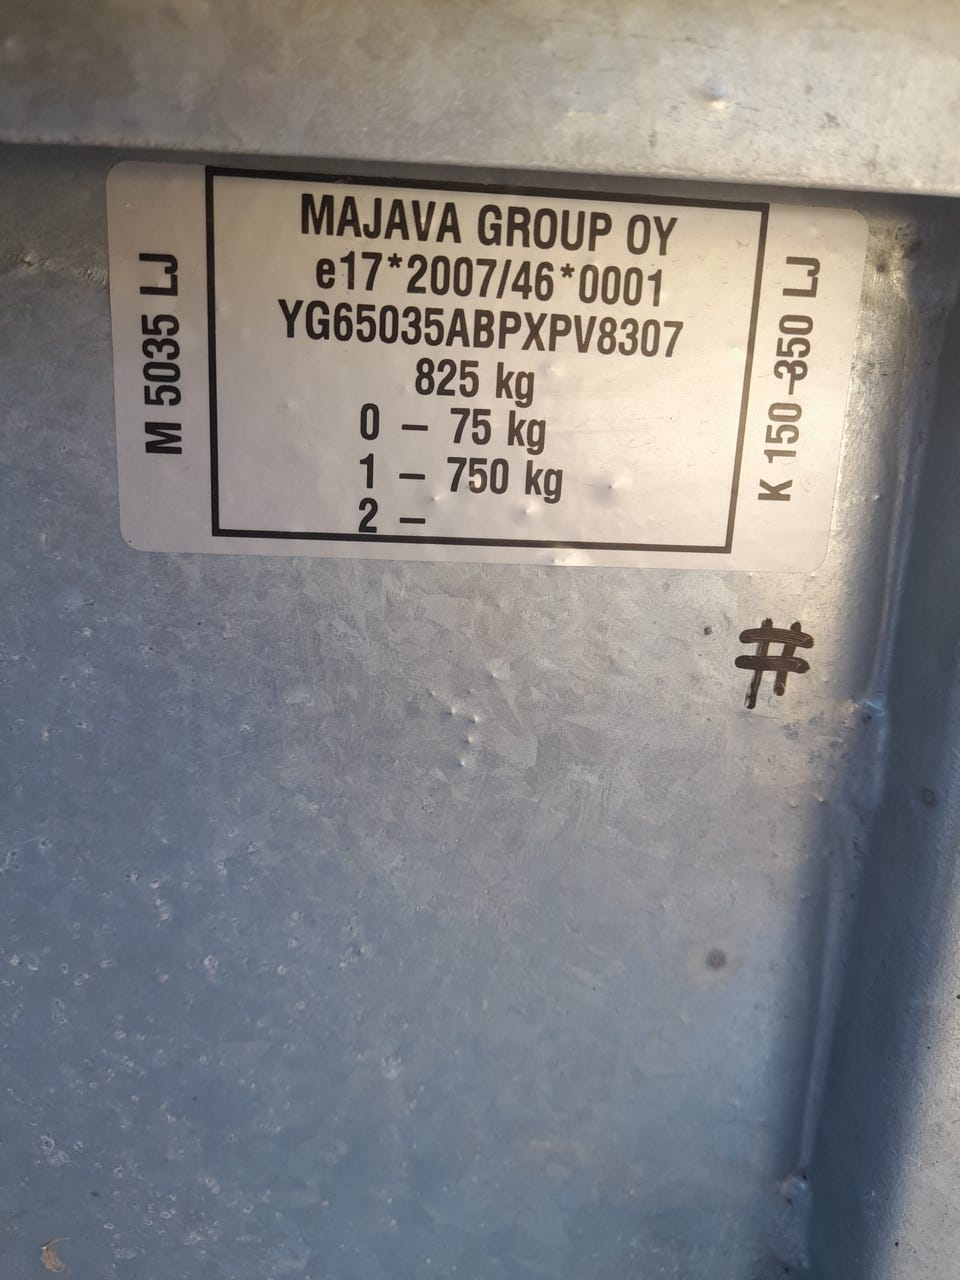 M 5035 LJ
MAJAVA GROUP OY
e17*2007/46*0001
YG65035ABPXPV8307
825 kg
0 – 75 kg
1 – 750 kg
2 –
K 150-350 LJ
#